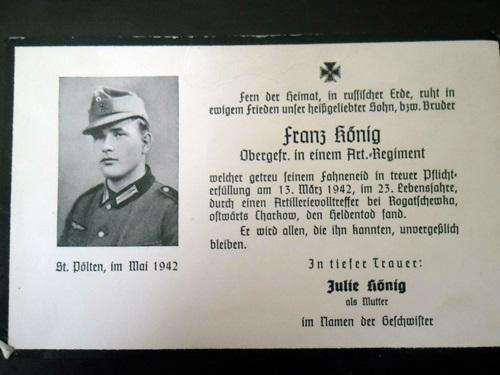 Fern der Heimat, in russischer Erde, ruht in
ewigem Frieden unser heißgeliebter Sohn, bzw. Bruder
Franz König
Obergefr. in einem Art.-Regiment
welcher getreu seinem Fahneneid in treuer Pflicht-
erfüllung am 13. März 1942, im 23. Lebensjahre,
durch einen Artillerievolltreffer bei Rogatschewka,
ostwärts Charkow, den Heldentod fand.
Er wird allen, die ihn kannten, unvergeßlich
bleiben.
In tiefer Trauer:
Julie König
als Mutter
im Namen der Geschwister
St. Pölten, im Mai 1942